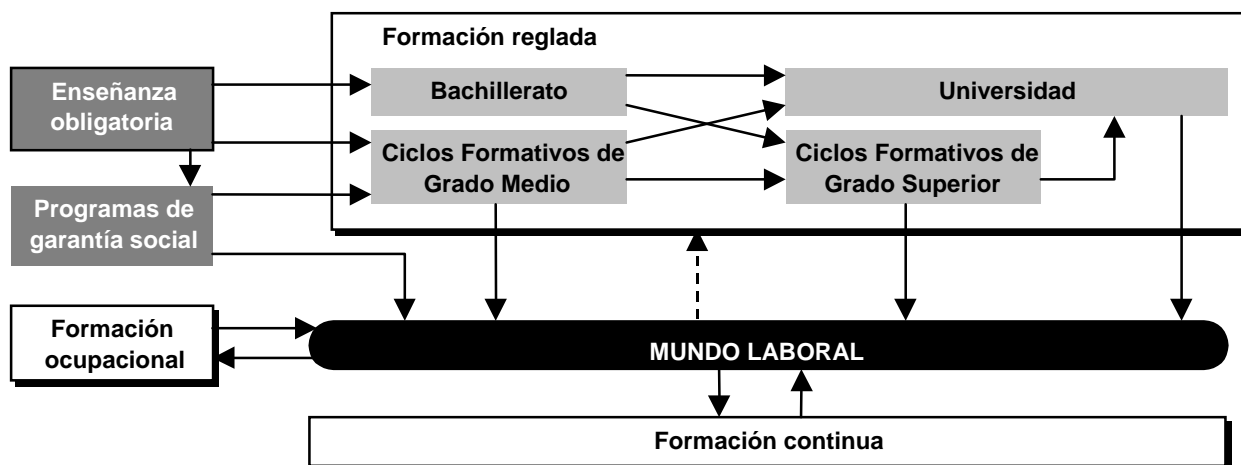 Formación reglada
Enseñanza
obligatoria
Bachillerato
Universidad
Ciclos Formativos de
Grado Medio
Ciclos Formativos de
Grado Superior
Programas de
garantía social
Formación
ocupacional
MUNDO LABORAL
Formación continua